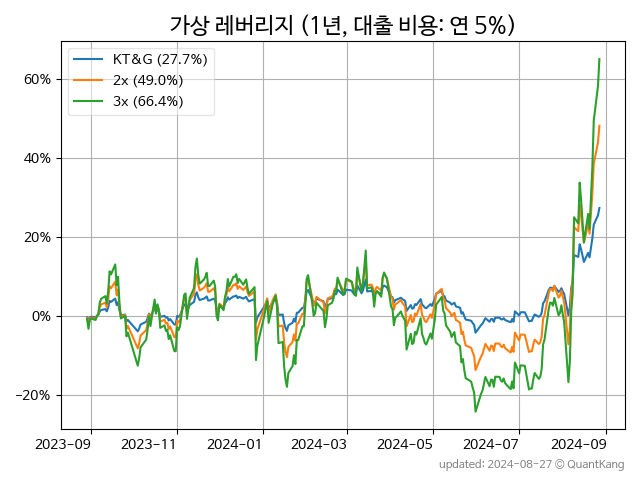 가상 레버리지 (1년, 대출 비용: 연 5%)
KT&G (27.7%)
2x (49.0%)
3x (66.4%)
60%
40%
20%
0%
−20%
2023-09 2023-11 2024-01 2024-03 2024-05 2024-07 2024-09
updated: 2024-08-27 © QuantKang